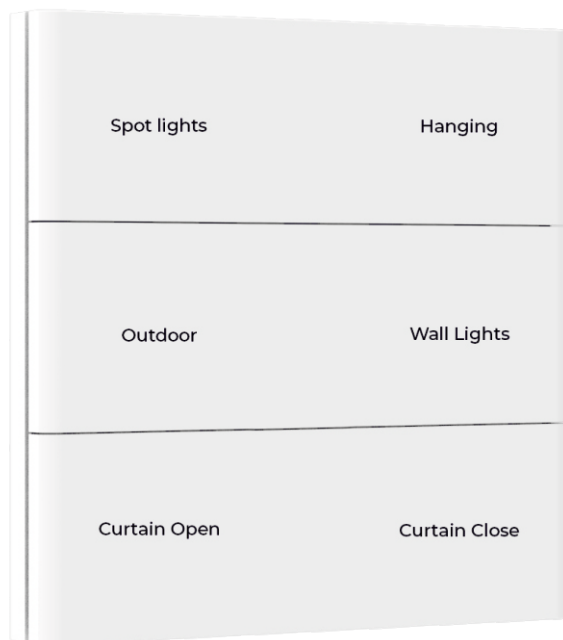 Spot lights
Hanging
Outdoor
Wall Lights
Curtain Open
Curtain Close